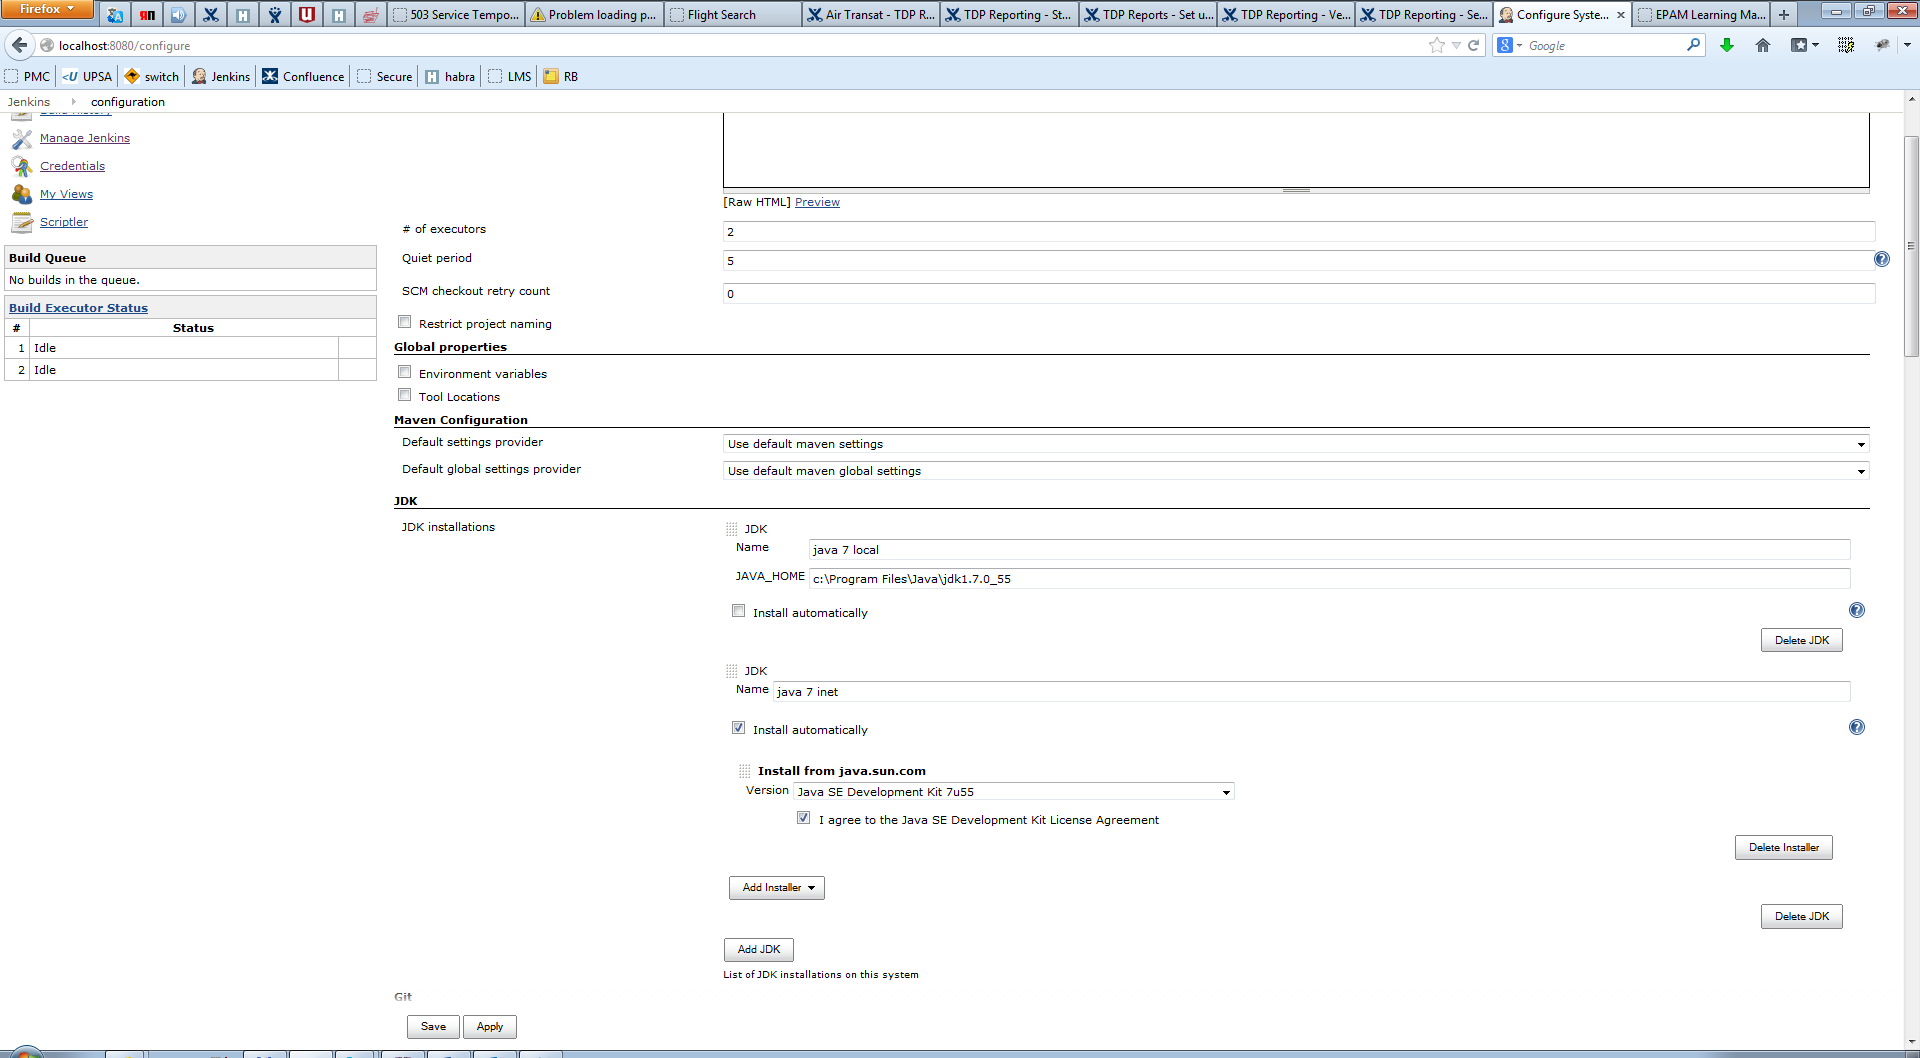 Firefox
ЯП
503 Service Tempo...
Problem loading p...
Flight Search
Air Transat - TDP R...
TDP Reporting - St...
TDP Reports - Set u...
TDP Reporting - Ve...
TDP Reporting - Se...
Configure Syste...
EPAM Learning Ma...
localhost:8080/configure
Google
PMC
UPSA
switch
Jenkins
Confluence
Secure
habra
LMS
RB
Jenkins
configuration
Build History
Manage Jenkins
Credentials
My Views
Scriptler
[Raw HTML] Preview
# of executors
2
Quiet period
5
SCM checkout retry count
0
Restrict project naming
Build Queue
No builds in the queue.
Build Executor Status
# Status
1 Idle
2 Idle
Global properties
Environment variables
Tool Locations
Maven Configuration
Default settings provider
Use default maven settings
Default global settings provider
Use default maven global settings
JDK
JDK installations
JDK
Name
java 7 local
JAVA_HOME
c:\Program Files\Java\jdk1.7.0_55
Install automatically
Delete JDK
JDK
Name
java 7 inet
Install automatically
Install from java.sun.com
Version
Java SE Development Kit 7u55
I agree to the Java SE Development Kit License Agreement
Delete Installer
Add Installer
Delete JDK
Add JDK
List of JDK installations on this system
Git
Save
Apply